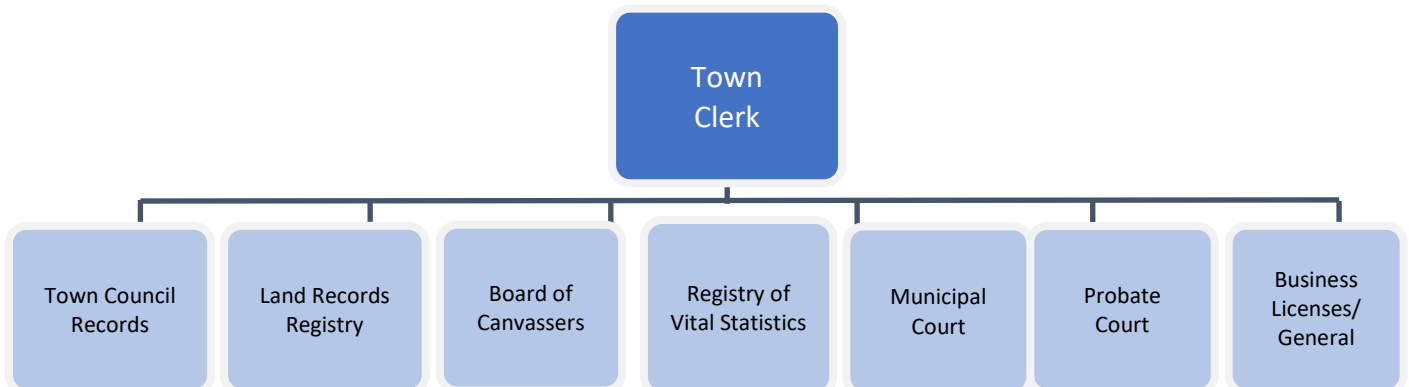 Town
Clerk
Town Council
Records
Land Records
Registry
Board of
Canvassers
Registry of
Vital Statistics
Municipal
Court
Probate
Court
Business
Licenses/
General